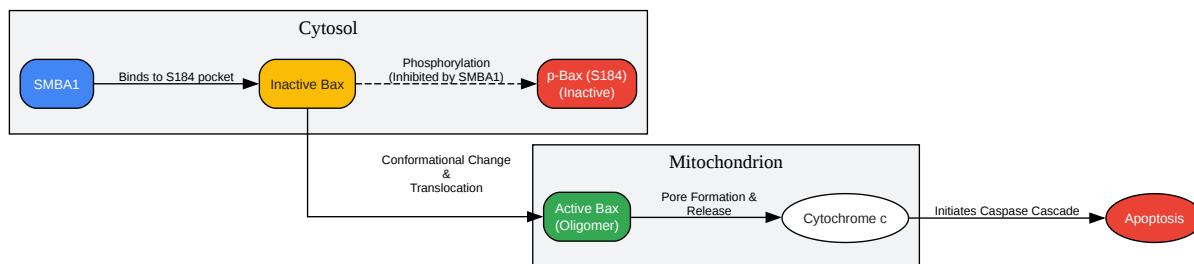 Cytosol
SMBA1
Binds to S184 pocket
Inactive Bax
Phosphorylation
(Inhibited by SMBA1)
p-Bax (S184)
(Inactive)
Conformational Change
&
Translocation
Mitochondrion
Active Bax
(Oligomer)
Pore Formation &
Release
Cytochrome c
Initiates Caspase Cascade
Apoptosis